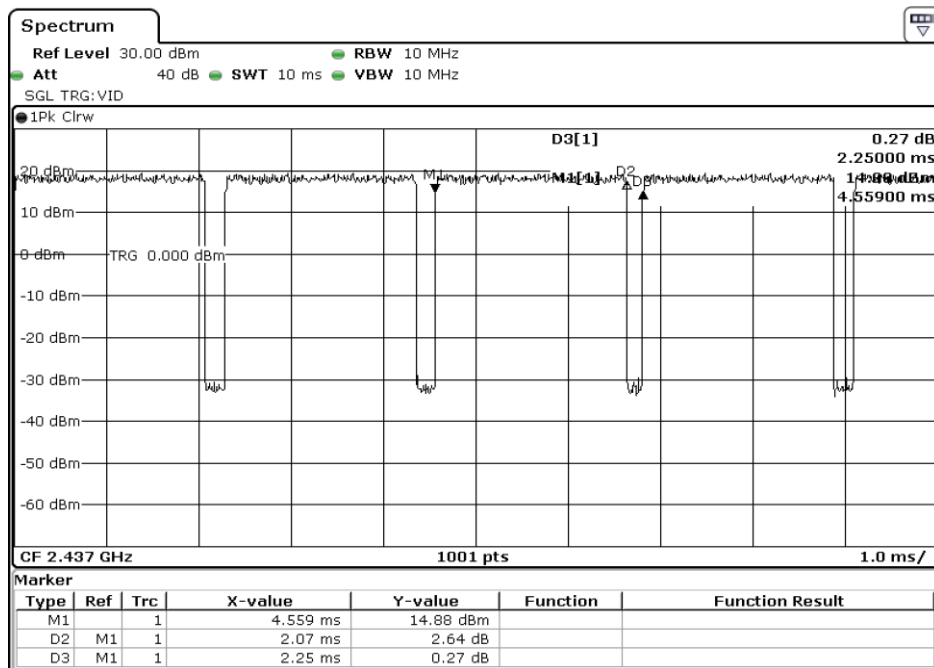 Spectrum
Ref Level 30.00 dBm RBW 10 MHz
Att 40 dB SWT 10 ms VBW 10 MHz
SGL TRG:VID
1Pk Clrw
D3[1] 0.27 dB
2.25000 ms
20 dBm
M1
M1[1] 14.88 dBm
D2
D3
4.55900 ms
10 dBm
0 dBm TRG 0.000 dBm
-10 dBm
-20 dBm
-30 dBm
-40 dBm
-50 dBm
-60 dBm
CF 2.437 GHz 1001 pts 1.0 ms/
Marker
Type Ref Trc X-value Y-value Function Function Result
M1 1 4.559 ms 14.88 dBm
D2 M1 1 2.07 ms 2.64 dB
D3 M1 1 2.25 ms 0.27 dB